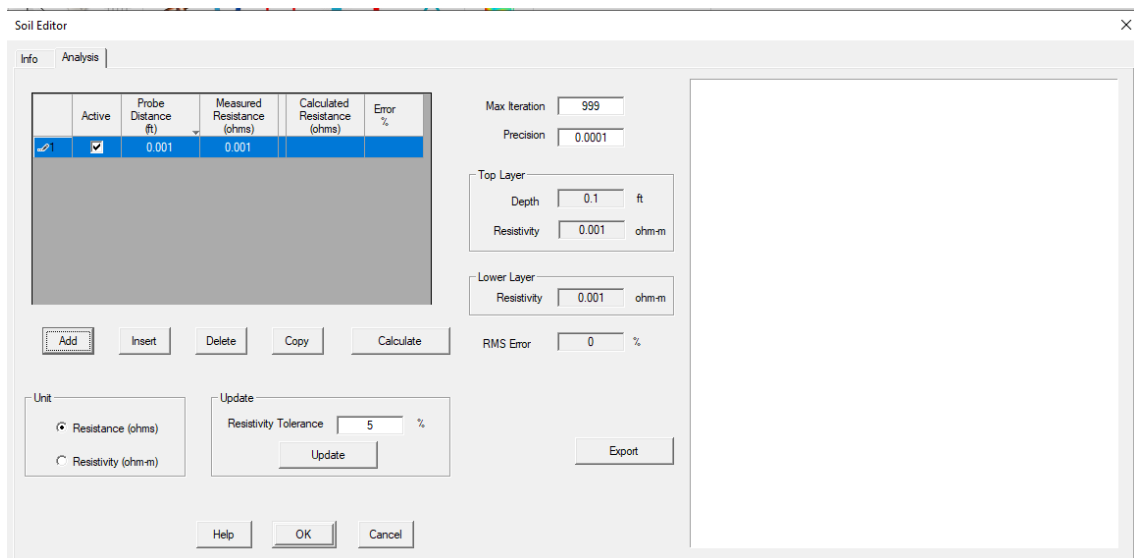 Soil Editor
Info Analysis
Active Probe Distance (ft) Measured Resistance (ohms) Calculated Resistance (ohms) Error %
1 0.001 0.001
Max Iteration 999
Precision 0.0001
Top Layer
Depth 0.1 ft
Resistivity 0.001 ohm-m
Lower Layer
Resistivity 0.001 ohm-m
Add Insert Delete Copy Calculate
RMS Error 0 %
Unit
Resistance (ohms)
Resistivity (ohm-m)
Update
Resistivity Tolerance 5 %
Update
Export
Help OK Cancel